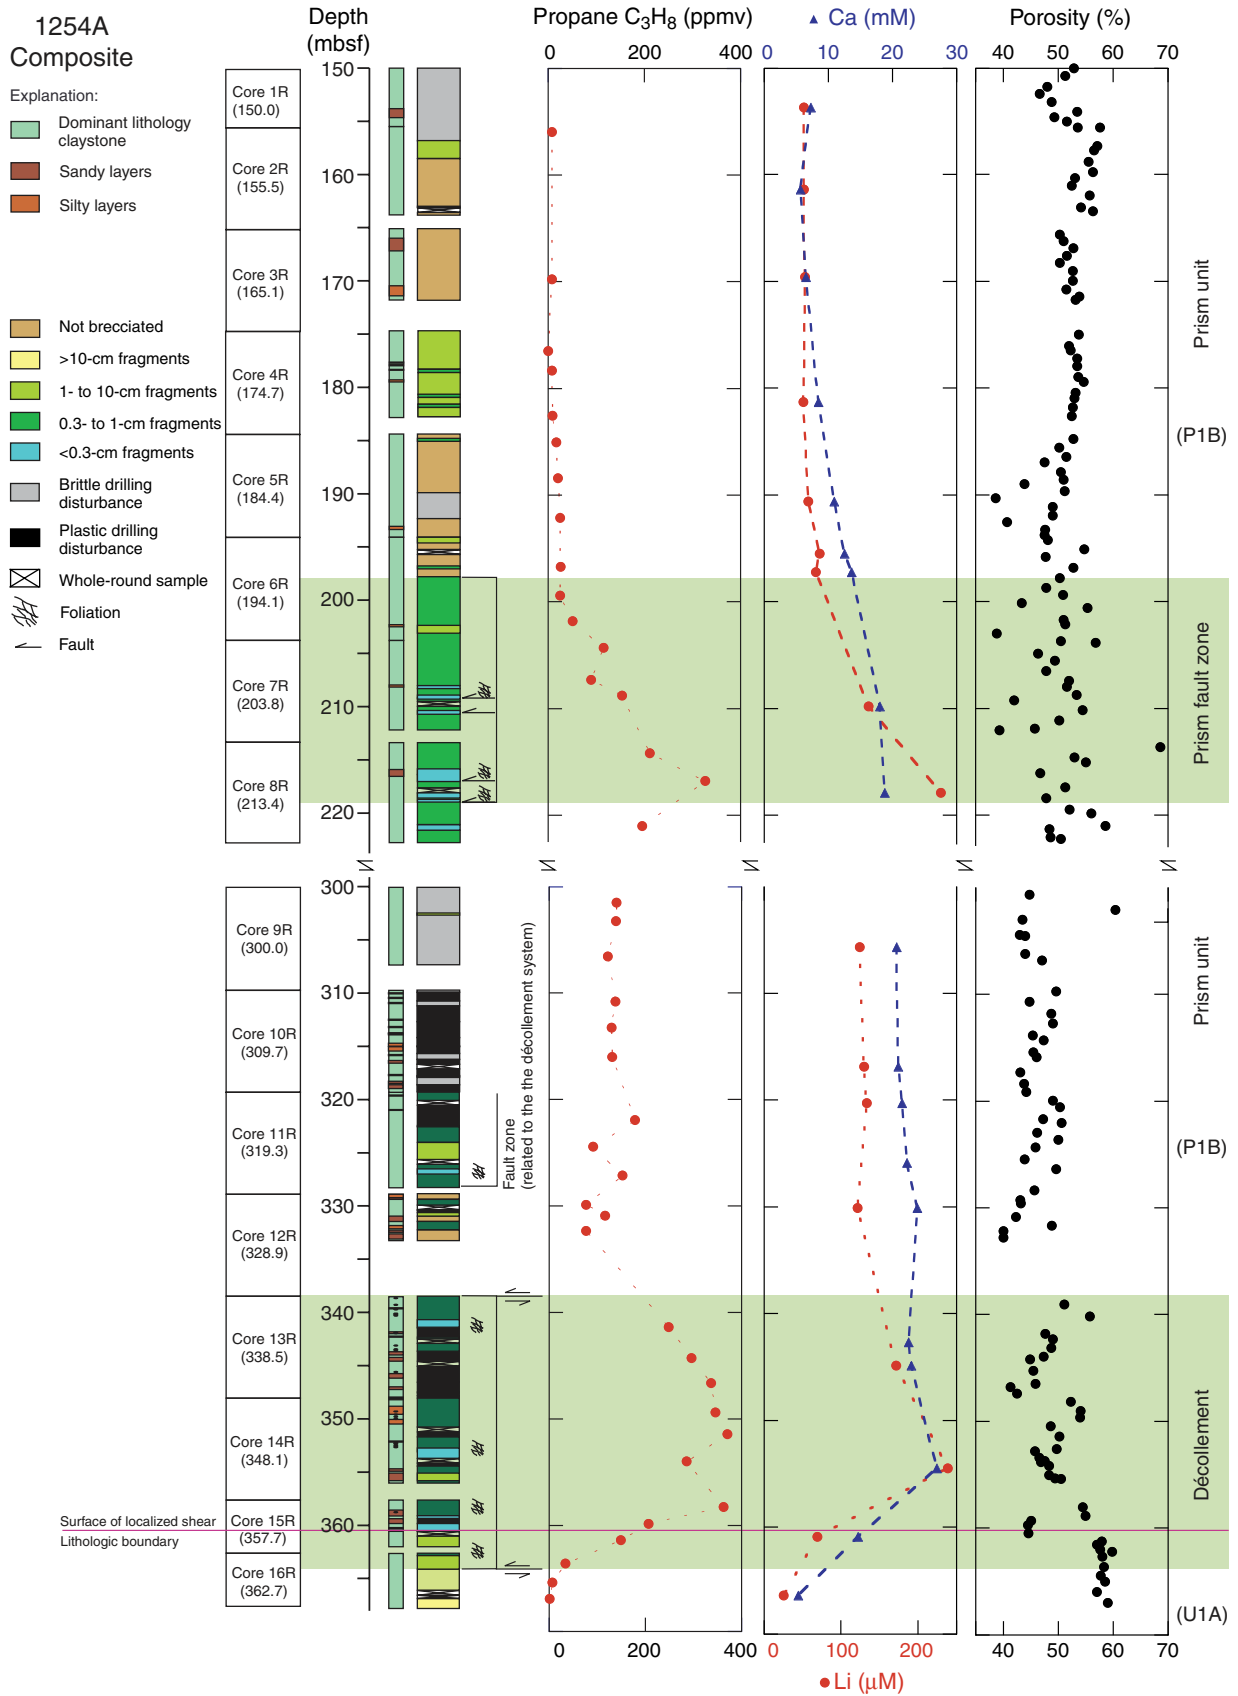 1254A
Composite
Explanation:
Dominant lithology
claystone
Sandy layers
Silty layers
Not brecciated
>10-cm fragments
1- to 10-cm fragments
0.3- to 1-cm fragments
<0.3-cm fragments
Brittle drilling
disturbance
Plastic drilling
disturbance
Whole-round sample
Foliation
Fault
Depth
(mbsf)
Propane C₃H₈ (ppmv)
Ca (mM)
Porosity (%)
0 200 400
0 10 20 30
40 50 60 70
150
160
170
180
190
200
210
220
300
310
320
330
340
350
360
Core 1R
(150.0)
Core 2R
(155.5)
Core 3R
(165.1)
Core 4R
(174.7)
Core 5R
(184.4)
Core 6R
(194.1)
Core 7R
(203.8)
Core 8R
(213.4)
Core 9R
(300.0)
Core 10R
(309.7)
Core 11R
(319.3)
Core 12R
(328.9)
Core 13R
(338.5)
Core 14R
(348.1)
Core 15R
(357.7)
Core 16R
(362.7)
Surface of localized shear
Lithologic boundary
Fault zone
(related to the the décollement system)
Prism unit
(P1B)
Prism fault zone
Prism unit
(P1B)
Décollement
(U1A)
0 200 400
0 100 200
40 50 60 70
Li (µM)